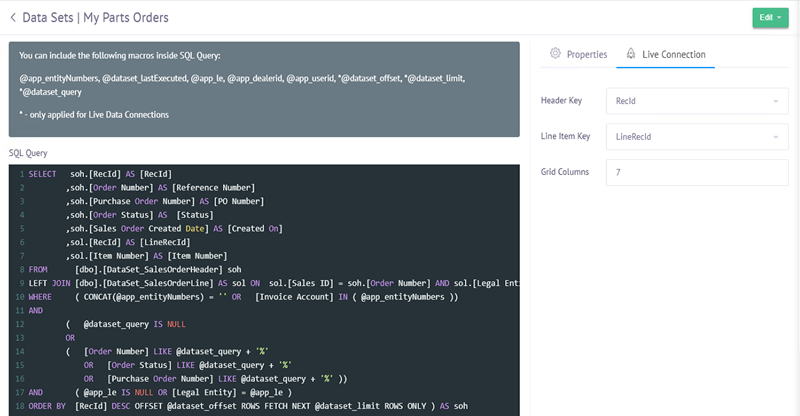 Data Sets | My Parts Orders
Edit
You can include the following macros inside SQL Query:
@app_entityNumbers, @dataset_lastExecuted, @app_le, @app_dealerid, @app_userid, *@dataset_offset, *@dataset_limit,
*@dataset_query
* - only applied for Live Data Connections
SQL Query
1 SELECT soh.[RecId] AS [RecId]
2 ,soh.[Order Number] AS [Reference Number]
3 ,soh.[Purchase Order Number] AS [PO Number]
4 ,soh.[Order Status] AS [Status]
5 ,soh.[Sales Order Created Date] AS [Created On]
6 ,sol.[RecId] AS [LineRecId]
7 ,sol.[Item Number] AS [Item Number]
8 FROM [dbo].[DataSet_SalesOrderHeader] soh
9 LEFT JOIN [dbo].[DataSet_SalesOrderLine] AS sol ON sol.[Sales ID] = soh.[Order Number] AND sol.[Legal Enti
10 WHERE ( CONCAT(@app_entityNumbers) = '' OR [Invoice Account] IN ( @app_entityNumbers ))
11 AND
12 ( @dataset_query IS NULL
13 OR
14 ( [Order Number] LIKE @dataset_query + '%'
15 OR [Order Status] LIKE @dataset_query + '%'
16 OR [Purchase Order Number] LIKE @dataset_query + '%' ))
17 AND ( @app_le IS NULL OR [Legal Entity] = @app_le )
18 ORDER BY [RecId] DESC OFFSET @dataset_offset ROWS FETCH NEXT @dataset_limit ROWS ONLY ) AS soh
Properties
Live Connection
Header Key
RecId
Line Item Key
LineRecId
Grid Columns
7